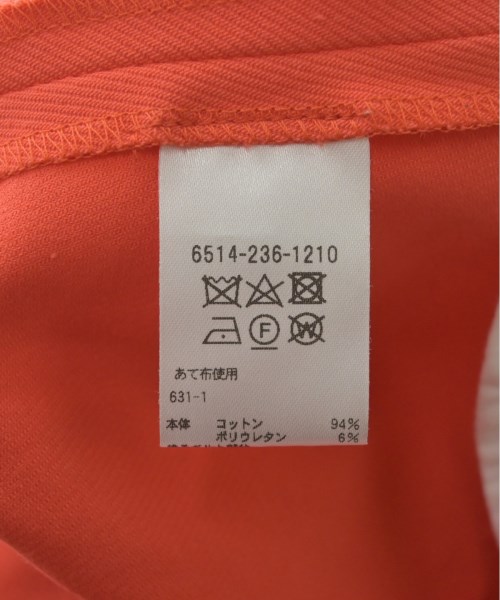 6514-236-1210
F W
あて布使用
631-1
本体 コットン 94%
ポリウレタン 6%